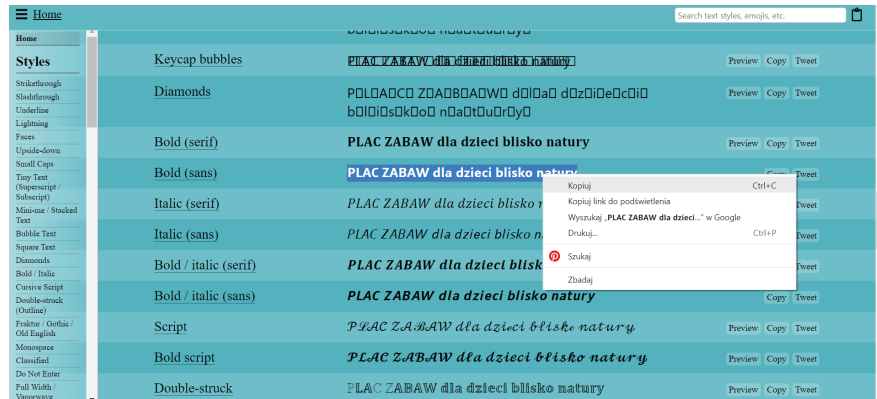 Home
Search text styles, emojis, etc.
Home
Styles
Strikethrough
Slashthrough
Underline
Lightning
Faces
Upside-down
Small Caps
Tiny Text
(Superscript /
Subscript)
Mini-me / Stacked
Text
Bubble Text
Square Text
Diamonds
Bold / Italic
Cursive Script
Double-struck
(Outline)
Fraktur / Gothic /
Old English
Monospace
Classified
Do Not Enter
Full Width /
Vaporwave
Keycap bubbles PLAC ZABAW dla dzieci blisko natury Preview Copy Tweet
Diamonds P▯L▯A▯C▯ Z▯A▯B▯A▯W▯ d▯l▯a▯ d▯z▯i▯e▯c▯i▯ Preview Copy Tweet
b▯l▯i▯s▯k▯o▯ n▯a▯t▯u▯r▯y▯
Bold (serif) PLAC ZABAW dla dzieci blisko natury Preview Copy Tweet
Bold (sans) PLAC ZABAW dla dzieci blisko natury Copy Tweet
Italic (serif) PLAC ZABAW dla dzieci blisko Tweet
Italic (sans) PLAC ZABAW dla dzieci blisko Tweet
Bold / italic (serif) PLAC ZABAW dla dzieci blisk Tweet
Bold / italic (sans) PLAC ZABAW dla dzieci blisko natury Copy Tweet
Script PLAC ZABAW dla dzieci blisko natury Preview Copy Tweet
Bold script PLAC ZABAW dla dzieci blisko natury Preview Copy Tweet
Double-struck PLAC ZABAW dla dzieci blisko natury Preview Copy Tweet
Kopiuj Ctrl+C
Kopiuj link do podświetlenia
Wyszukaj „PLAC ZABAW dla dzieci...” w Google
Drukuj... Ctrl+P
Szukaj
Zbadaj